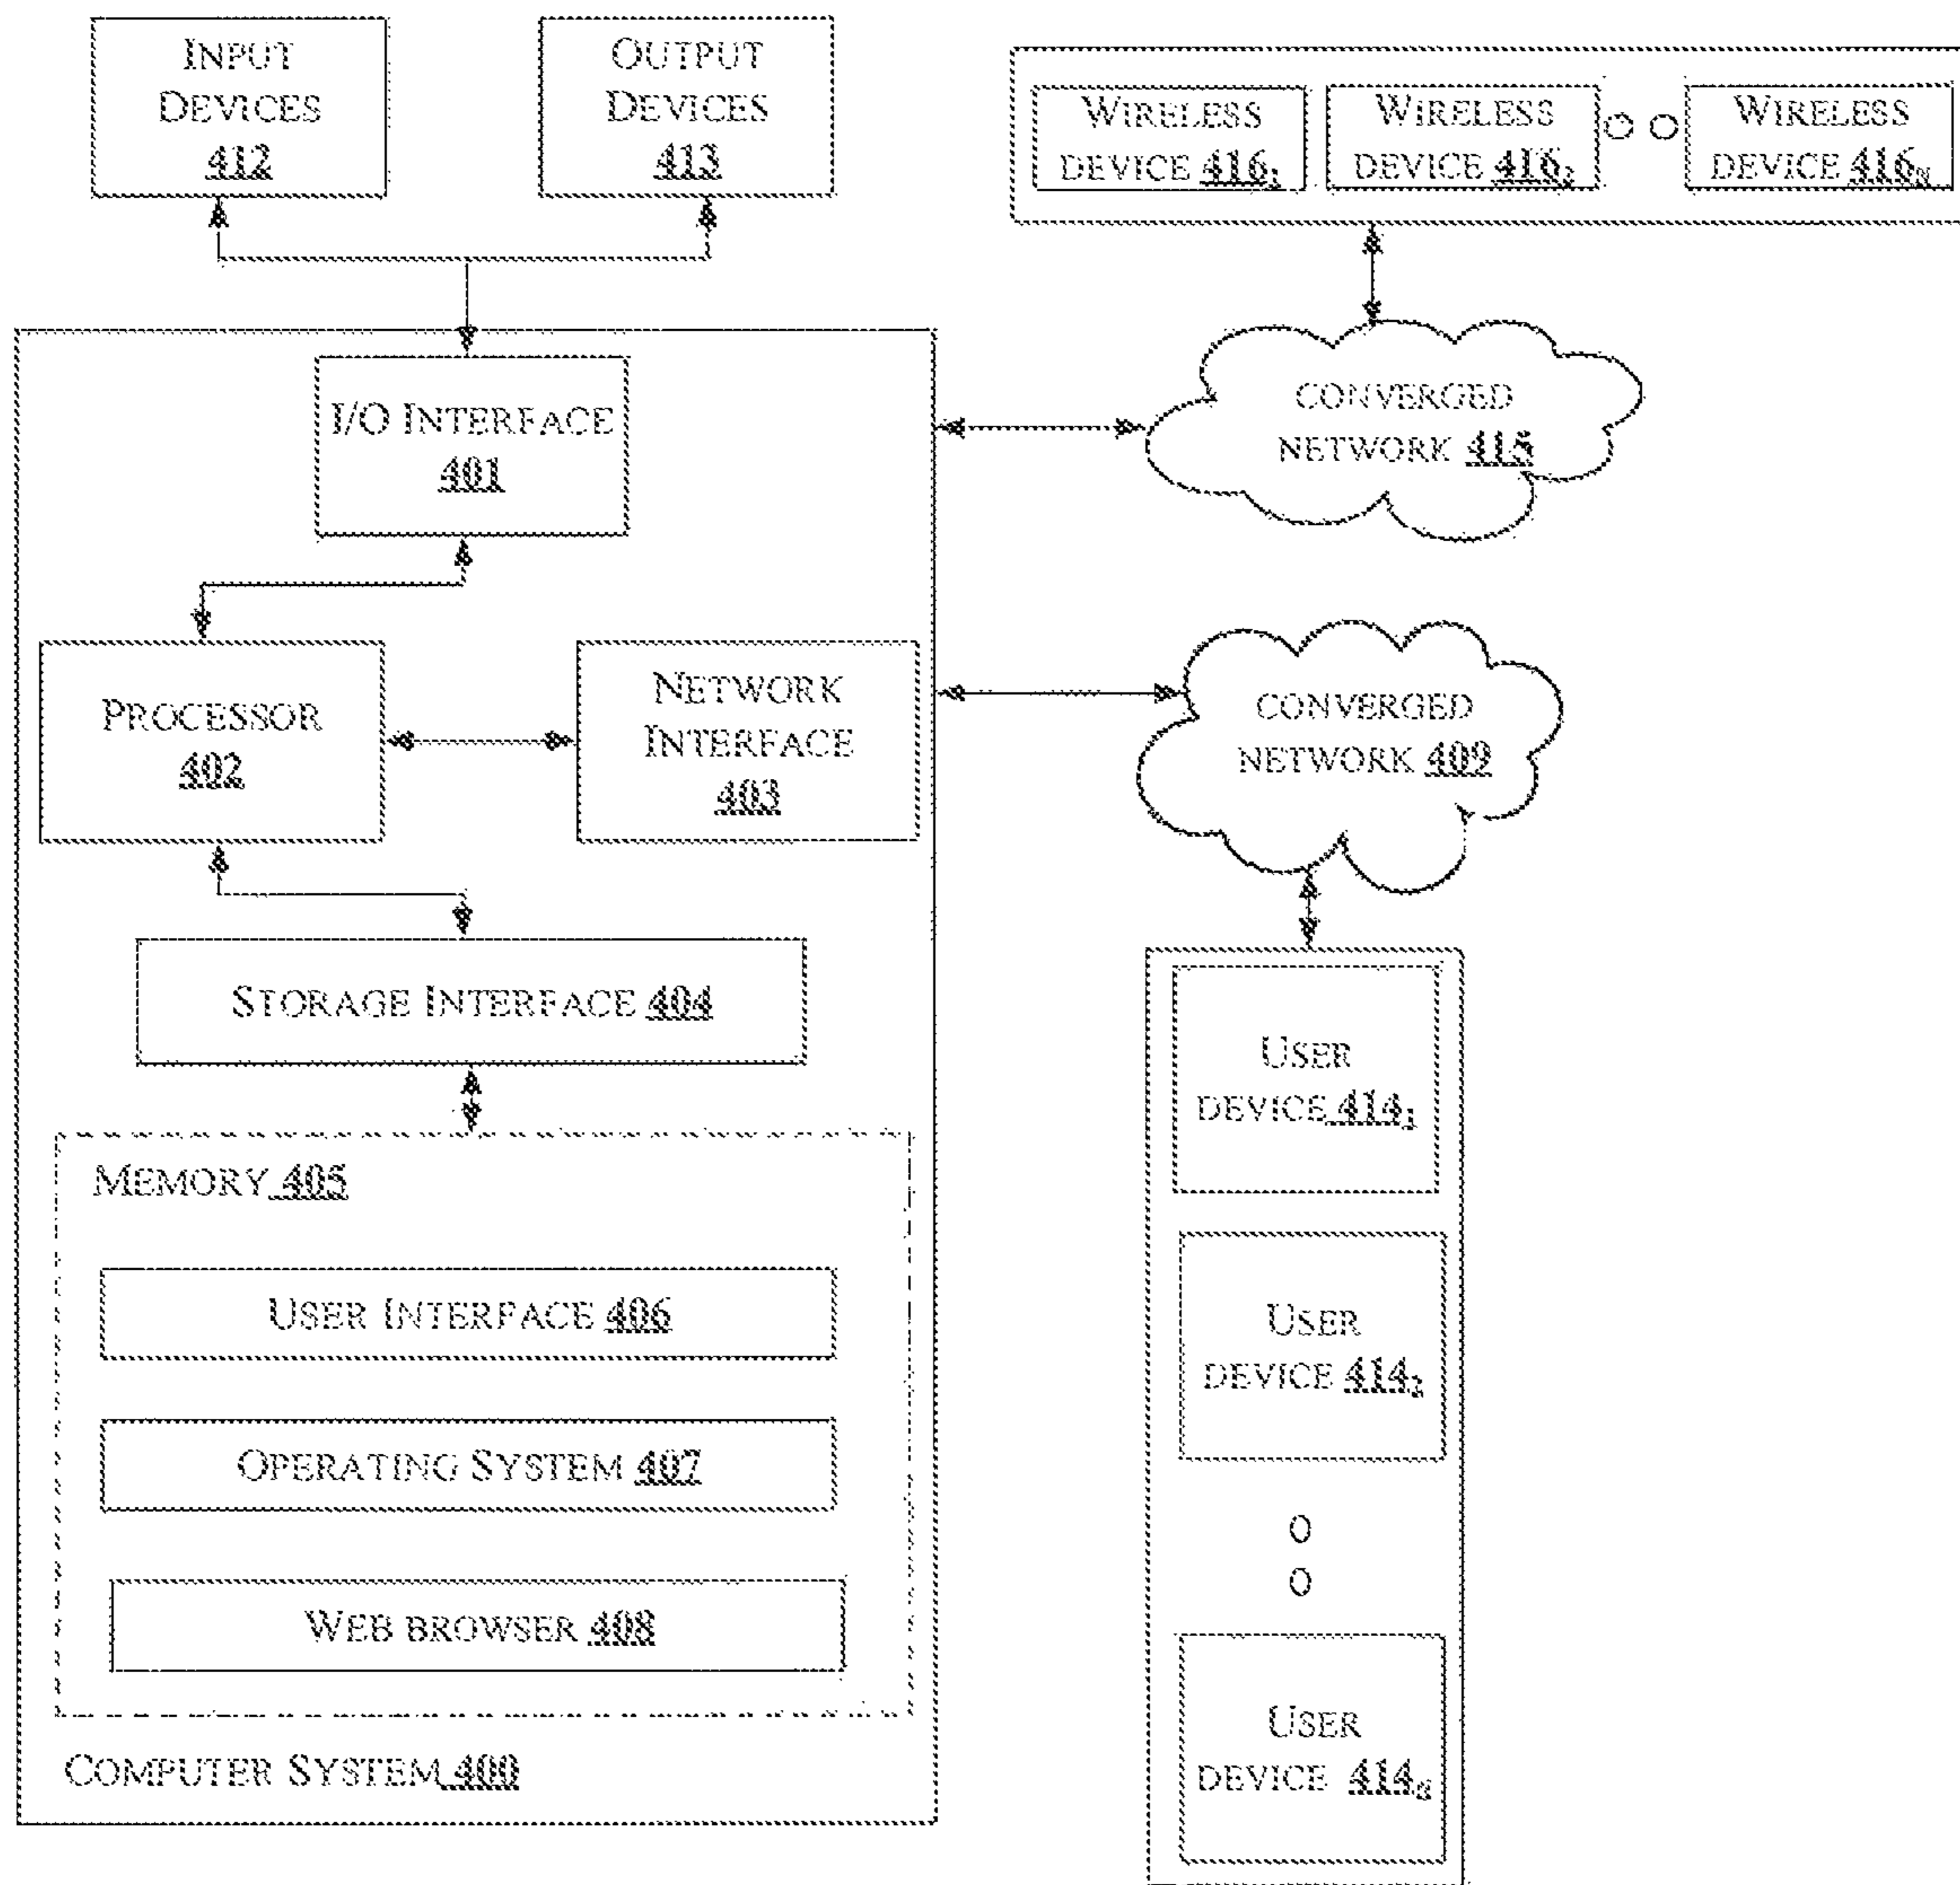 INPUT
DEVICES
412
OUTPUT
DEVICES
413
WIRELESS
DEVICE 416₁
WIRELESS
DEVICE 416₂
WIRELESS
DEVICE 416N
I/O INTERFACE
401
CONVERGED
NETWORK 415
PROCESSOR
402
NETWORK
INTERFACE
403
CONVERGED
NETWORK 409
STORAGE INTERFACE 404
USER
DEVICE 414₁
MEMORY 405
USER INTERFACE 406
USER
DEVICE 414₂
OPERATING SYSTEM 407
WEB BROWSER 408
USER
DEVICE 414N
COMPUTER SYSTEM 400